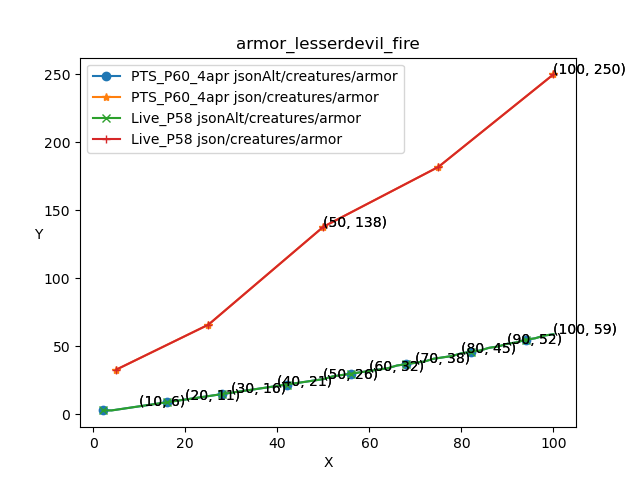 armor_lesserdevil_fire
PTS_P60_4apr jsonAlt/creatures/armor
PTS_P60_4apr json/creatures/armor
Live_P58 jsonAlt/creatures/armor
Live_P58 json/creatures/armor
(100, 250)
(50, 138)
(100, 59)
(90, 52)
(80, 45)
(70, 38)
(60, 32)
(50, 26)
(40, 21)
(30, 16)
(20, 11)
(10, 6)
250
200
150
100
50
0
Y
0 20 40 60 80 100
X